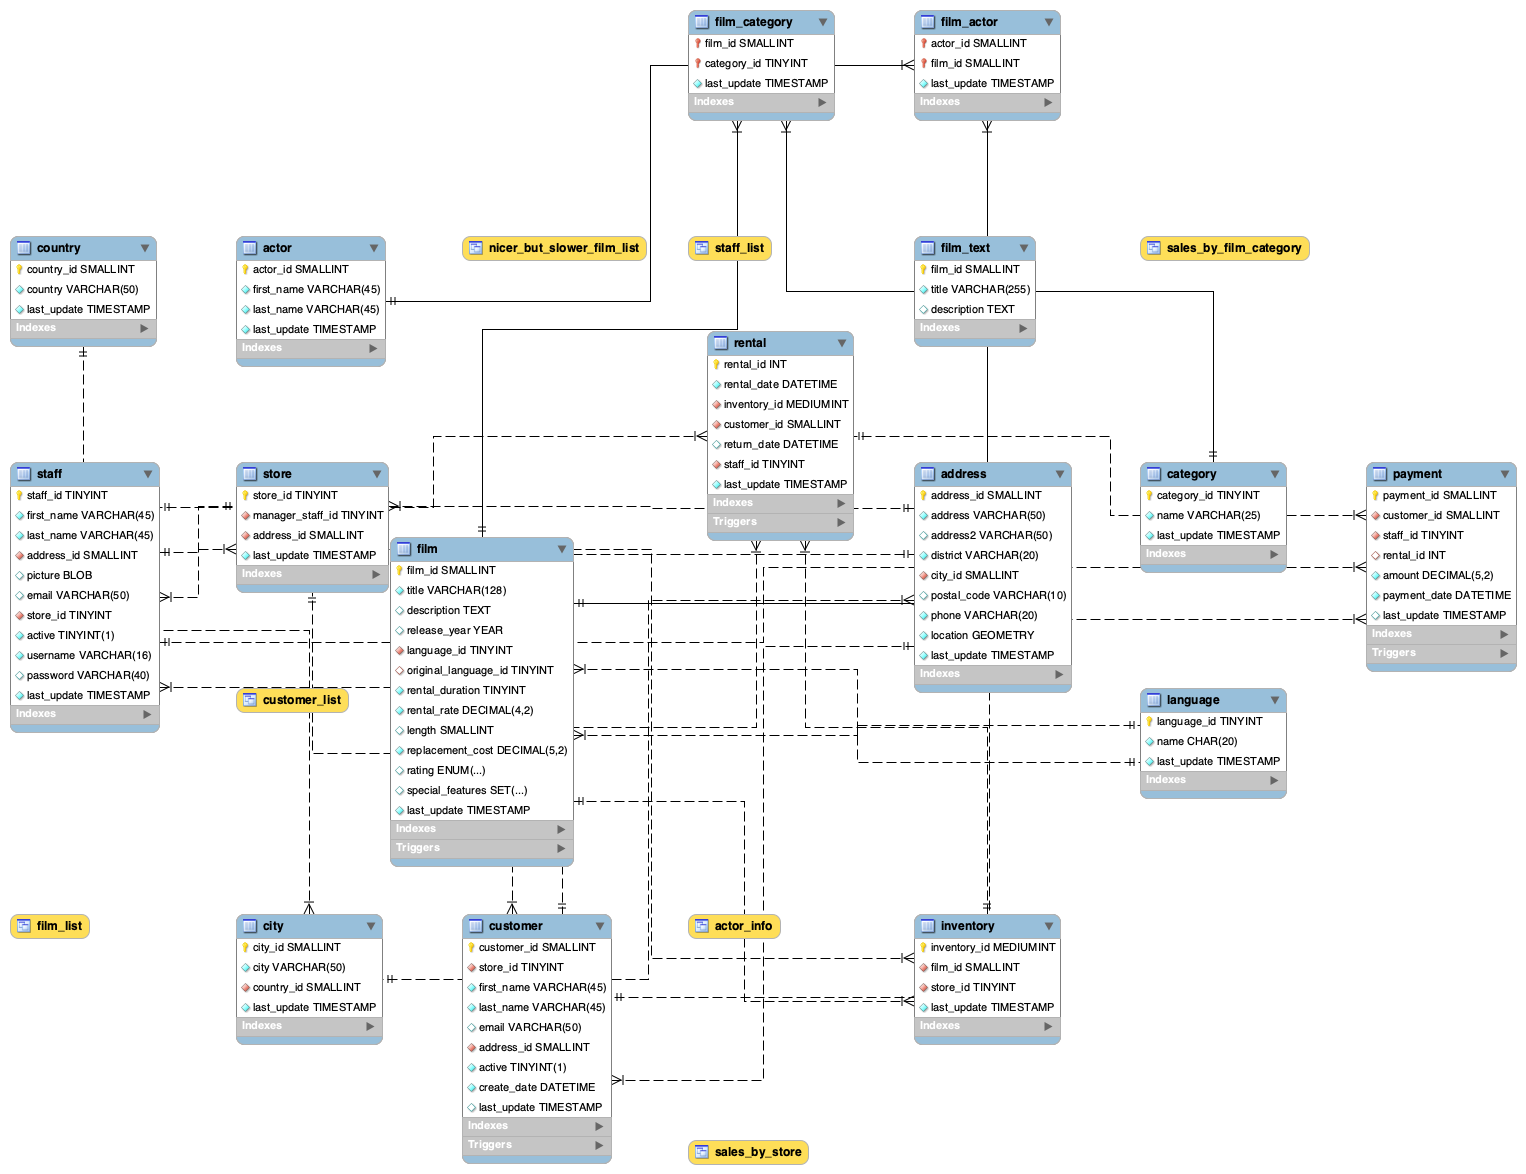 film_category
film_id SMALLINT
category_id TINYINT
last_update TIMESTAMP
Indexes
film_actor
actor_id SMALLINT
film_id SMALLINT
last_update TIMESTAMP
Indexes
country
country_id SMALLINT
country VARCHAR(50)
last_update TIMESTAMP
Indexes
actor
actor_id SMALLINT
first_name VARCHAR(45)
last_name VARCHAR(45)
last_update TIMESTAMP
Indexes
nicer_but_slower_film_list
staff_list
film_text
film_id SMALLINT
title VARCHAR(255)
description TEXT
Indexes
sales_by_film_category
rental
rental_id INT
rental_date DATETIME
inventory_id MEDIUMINT
customer_id SMALLINT
return_date DATETIME
staff_id TINYINT
last_update TIMESTAMP
Indexes
Triggers
staff
staff_id TINYINT
first_name VARCHAR(45)
last_name VARCHAR(45)
address_id SMALLINT
picture BLOB
email VARCHAR(50)
store_id TINYINT
active TINYINT(1)
username VARCHAR(16)
password VARCHAR(40)
last_update TIMESTAMP
Indexes
store
store_id TINYINT
manager_staff_id TINYINT
address_id SMALLINT
last_update TIMESTAMP
Indexes
film
film_id SMALLINT
title VARCHAR(128)
description TEXT
release_year YEAR
language_id TINYINT
original_language_id TINYINT
rental_duration TINYINT
rental_rate DECIMAL(4,2)
length SMALLINT
replacement_cost DECIMAL(5,2)
rating ENUM(...)
special_features SET(...)
last_update TIMESTAMP
Indexes
Triggers
address
address_id SMALLINT
address VARCHAR(50)
address2 VARCHAR(50)
district VARCHAR(20)
city_id SMALLINT
postal_code VARCHAR(10)
phone VARCHAR(20)
location GEOMETRY
last_update TIMESTAMP
Indexes
category
category_id TINYINT
name VARCHAR(25)
last_update TIMESTAMP
Indexes
payment
payment_id SMALLINT
customer_id SMALLINT
staff_id TINYINT
rental_id INT
amount DECIMAL(5,2)
payment_date DATETIME
last_update TIMESTAMP
Indexes
Triggers
customer_list
language
language_id TINYINT
name CHAR(20)
last_update TIMESTAMP
Indexes
film_list
city
city_id SMALLINT
city VARCHAR(50)
country_id SMALLINT
last_update TIMESTAMP
Indexes
customer
customer_id SMALLINT
store_id TINYINT
first_name VARCHAR(45)
last_name VARCHAR(45)
email VARCHAR(50)
address_id SMALLINT
active TINYINT(1)
create_date DATETIME
last_update TIMESTAMP
Indexes
Triggers
actor_info
inventory
inventory_id MEDIUMINT
film_id SMALLINT
store_id TINYINT
last_update TIMESTAMP
Indexes
sales_by_store